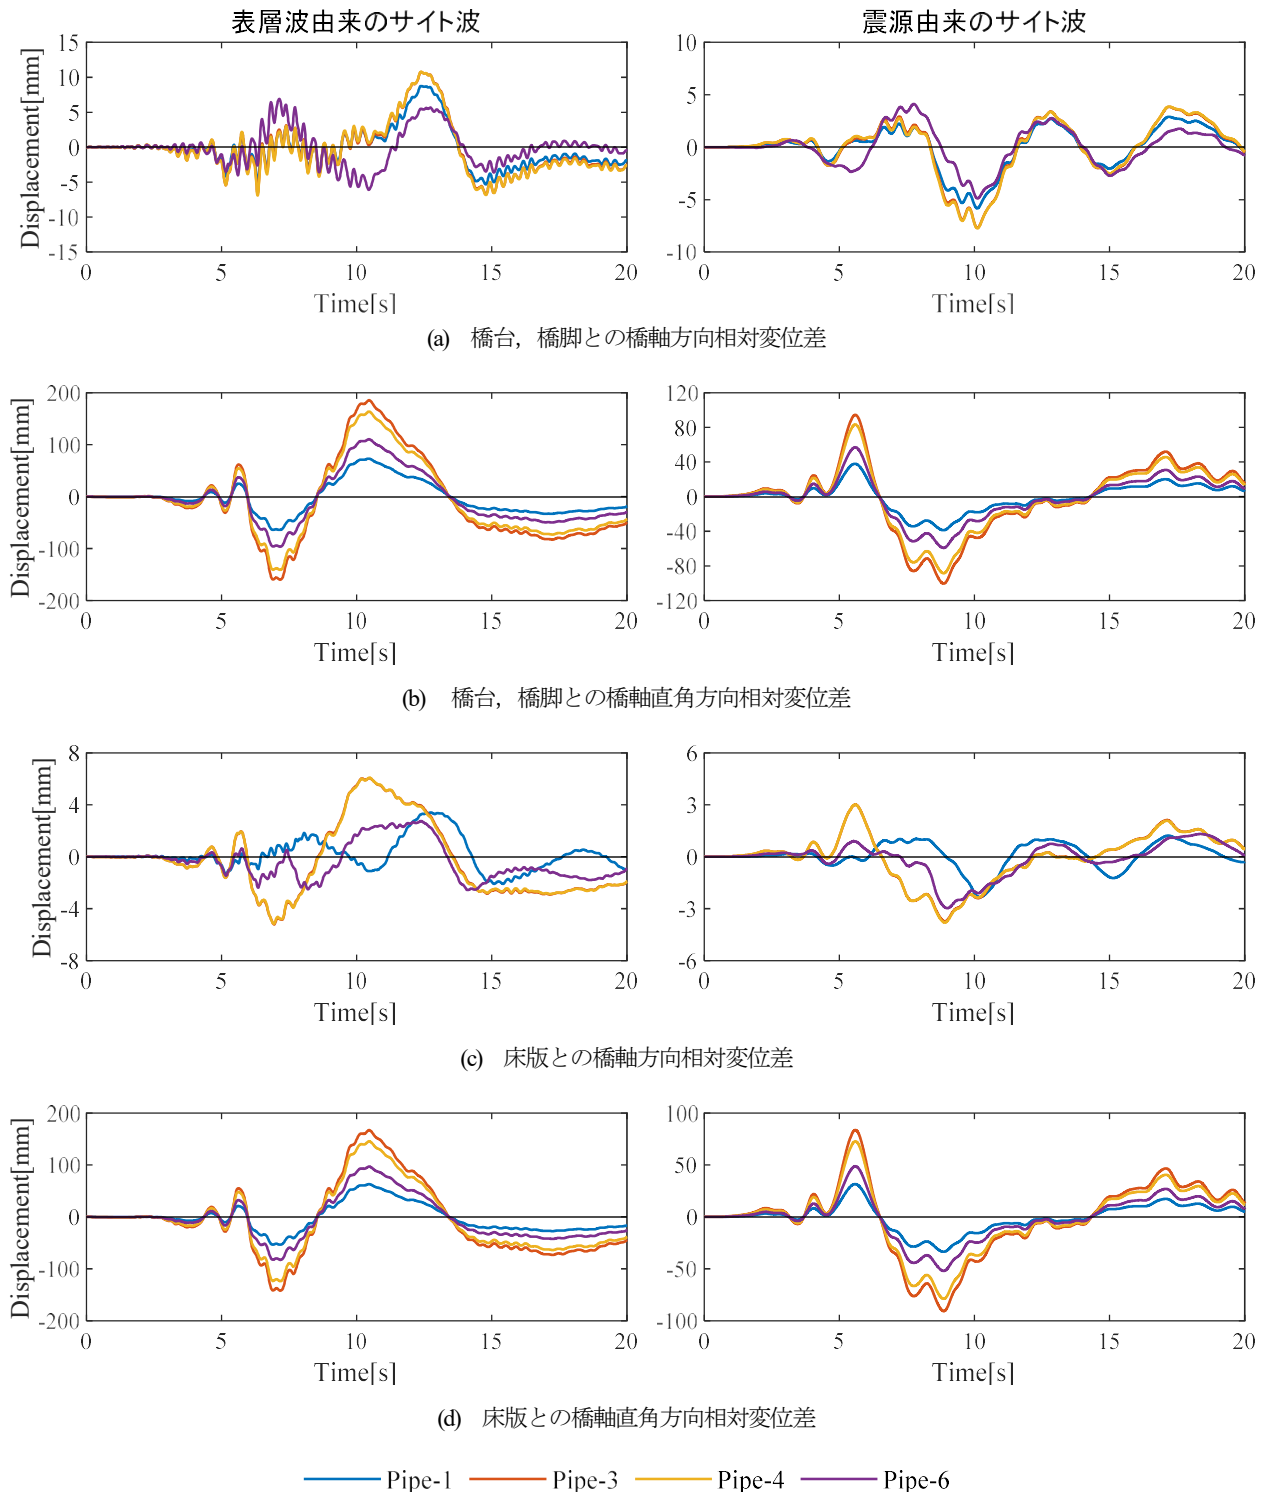 表層波由来のサイト波
震源由来のサイト波
Displacement[mm]
15
10
5
0
-5
-10
-15
0 5 10 15 20
Time[s]
10
5
0
-5
-10
0 5 10 15 20
Time[s]
(a) 橋台，橋脚との橋軸方向相対変位差
Displacement[mm]
200
100
0
-100
-200
0 5 10 15 20
Time[s]
120
80
40
0
-40
-80
-120
0 5 10 15 20
Time[s]
(b) 橋台，橋脚との橋軸直角方向相対変位差
Displacement[mm]
8
4
0
-4
-8
0 5 10 15 20
Time[s]
6
3
0
-3
-6
0 5 10 15 20
Time[s]
(c) 床版との橋軸方向相対変位差
Displacement[mm]
200
100
0
-100
-200
0 5 10 15 20
Time[s]
100
50
0
-50
-100
0 5 10 15 20
Time[s]
(d) 床版との橋軸直角方向相対変位差
Pipe-1 Pipe-3 Pipe-4 Pipe-6